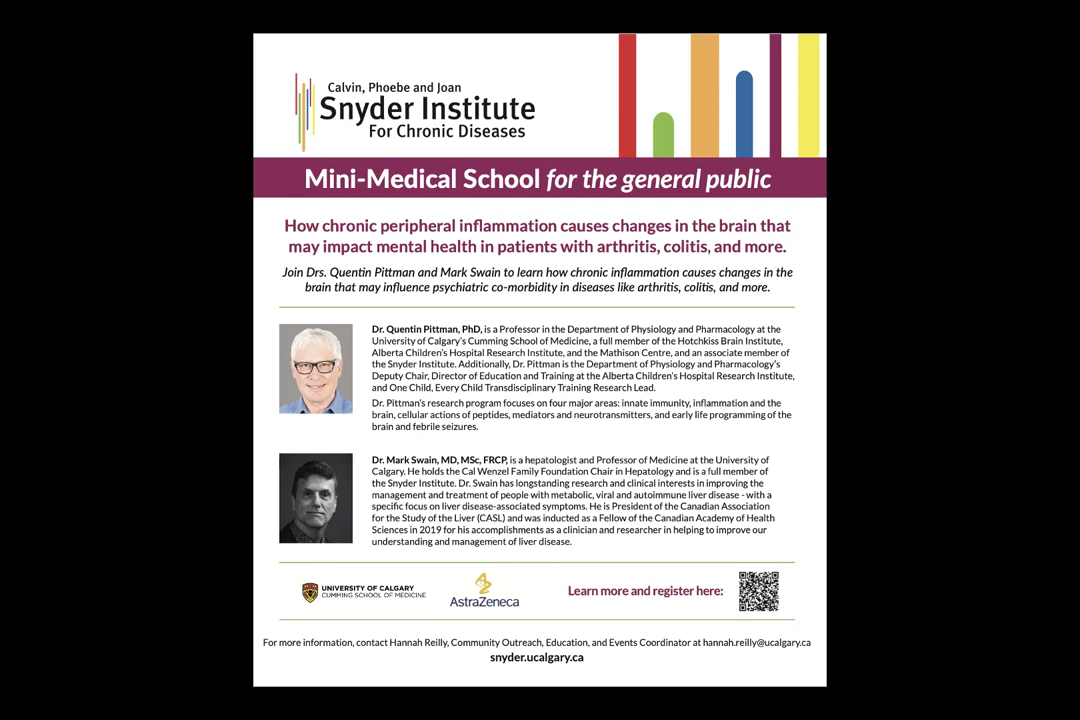 Calvin, Phoebe and Joan
Snyder Institute
For Chronic Diseases
Mini-Medical School for the general public
How chronic peripheral inflammation causes changes in the brain that
may impact mental health in patients with arthritis, colitis, and more.
Join Drs. Quentin Pittman and Mark Swain to learn how chronic inflammation causes changes in the
brain that may influence psychiatric co-morbidity in diseases like arthritis, colitis, and more.
Dr. Quentin Pittman, PhD, is a Professor in the Department of Physiology and Pharmacology at the
University of Calgary's Cumming School of Medicine, a full member of the Hotchkiss Brain Institute,
Alberta Children's Hospital Research Institute, and the Mathison Centre, and an associate member of
the Snyder Institute. Additionally, Dr. Pittman is the Department of Physiology and Pharmacology's
Deputy Chair, Director of Education and Training at the Alberta Children's Hospital Research Institute,
and One Child, Every Child Transdisciplinary Training Research Lead.
Dr. Pittman's research program focuses on four major areas: innate immunity, inflammation and the
brain, cellular actions of peptides, mediators and neurotransmitters, and early life programming of the
brain and febrile seizures.
Dr. Mark Swain, MD, MSc, FRCP, is a hepatologist and Professor of Medicine at the University of
Calgary. He holds the Cal Wenzel Family Foundation Chair in Hepatology and is a full member of
the Snyder Institute. Dr. Swain has longstanding research and clinical interests in improving the
management and treatment of people with metabolic, viral and autoimmune liver disease - with a
specific focus on liver disease-associated symptoms. He is President of the Canadian Association
for the Study of the Liver (CASL) and was inducted as a Fellow of the Canadian Academy of Health
Sciences in 2019 for his accomplishments as a clinician and researcher in helping to improve our
understanding and management of liver disease.
UNIVERSITY OF CALGARY
CUMMING SCHOOL OF MEDICINE
AstraZeneca
Learn more and register here:
For more information, contact Hannah Reilly, Community Outreach, Education, and Events Coordinator at hannah.reilly@ucalgary.ca
snyder.ucalgary.ca